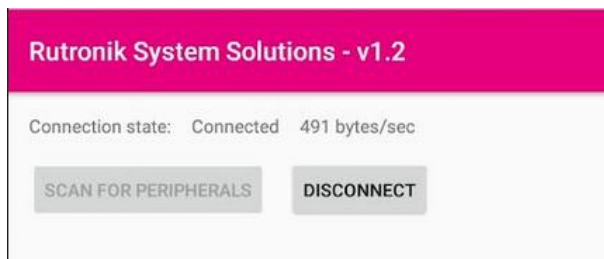 Rutronik System Solutions - v1.2
Connection state: Connected 491 bytes/sec
SCAN FOR PERIPHERALS DISCONNECT